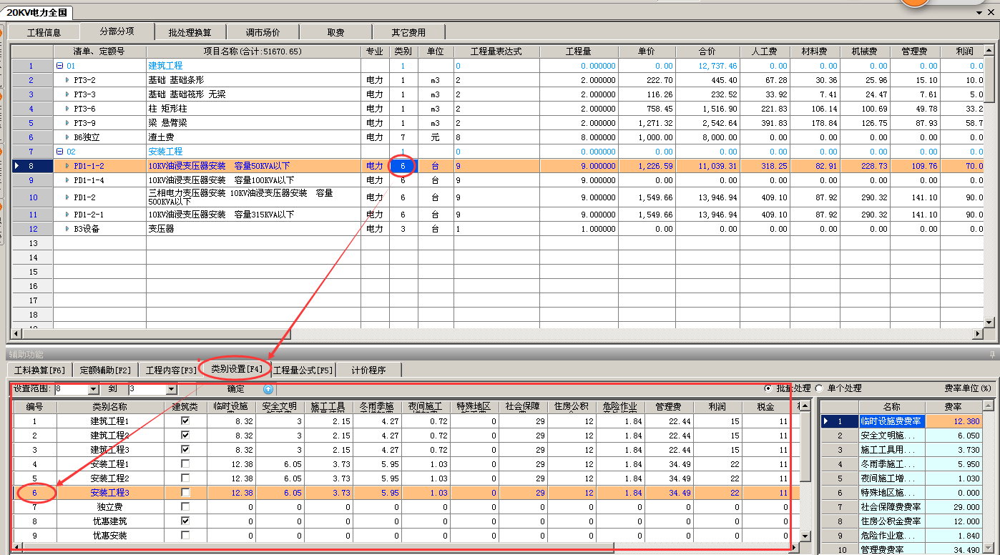 20KV电力全国
工程信息 分部分项 批处理换算 调市场价 取费 其它费用
清单、定额号 项目名称(合计:51670.65) 专业 类别 单位 工程量表达式 工程量 单价 合价 人工费 材料费 机械费 管理费 利润
1 01 建筑工程 1 0 0.000000 0.00 12,737.46 0.00 0.00 0.00 0.00 0.0
2 PT3-2 基础 基础条形 电力 1 m3 2 2.000000 222.70 445.40 67.28 30.36 25.96 15.10 10.0
3 PT3-3 基础 基础筏形 无梁 电力 1 m3 2 2.000000 116.26 232.52 33.92 7.41 24.47 7.61 5.0
4 PT3-6 柱 矩形柱 电力 1 m3 2 2.000000 758.45 1,516.90 221.83 106.14 100.69 49.78 33.2
5 PT3-9 梁 悬臂梁 电力 1 m3 2 2.000000 1,271.32 2,542.64 391.83 178.84 126.75 87.93 58.7
6 B6独立 渣土费 电力 7 元 8 8.000000 1,000.00 8,000.00 0.00 0.00 0.00 0.00 0.0
7 02 安装工程 1 0 0.000000 0.00 0.00 0.00 0.00 0.00 0.00 0.0
8 PD1-1-2 10KV油浸变压器安装 容量50KVA以下 电力 6 台 9 9.000000 1,226.59 11,039.31 318.25 82.91 228.73 109.76 70.0
9 PD1-1-4 10KV油浸变压器安装 容量100KVA以下 电力 6 台 9 9.000000 0.00 0.00 0.00 0.00 0.00 0.00 0.0
10 PD1-2 三相电力变压器安装 10KV油浸变压器安装 容量 电力 6 台 9 9.000000 1,549.66 13,946.94 409.10 87.92 290.32 141.10 90.0
500KVA以下
11 PD1-2-1 10KV油浸变压器安装 容量315KVA以下 电力 6 台 9 9.000000 1,549.66 13,946.94 409.10 87.92 290.32 141.10 90.0
12 B3设备 变压器 电力 3 台 1 1.000000 0.00 0.00 0.00 0.00 0.00 0.00 0.0
13
14
15
16
17
18
辅助功能
工料换算[F6] 定额辅助[F2] 工程内容[F3] 类别设置[F4] 工程量公式[F5] 计价程序
设置范围: 8 到 3 确定 批量处理 单个处理 费率单位(%)
编号 类别名称 建筑类 临时设施 安全文明 施工工具 冬雨季施 夜间施工 特殊地区 社会保障 住房公积 危险作业 管理费 利润 税金
1 建筑工程1 8.32 3 2.15 4.27 0.72 0 29 12 1.84 22.44 15 11
2 建筑工程2 8.32 3 2.15 4.27 0.72 0 29 12 1.84 22.44 15 11
3 建筑工程3 8.32 3 2.15 4.27 0.72 0 29 12 1.84 22.44 15 11
4 安装工程1 12.38 6.05 3.73 5.95 1.03 0 29 12 1.84 34.49 22 11
5 安装工程2 12.38 6.05 3.73 5.95 1.03 0 29 12 1.84 34.49 22 11
6 安装工程3 12.38 6.05 3.73 5.95 1.03 0 29 12 1.84 34.49 22 11
7 独立费 0 0 0 0 0 0 0 0 0 0 0 0
8 优惠建筑 0 0 0 0 0 0 0 0 0 0 0 0
9 优惠安装 0 0 0 0 0 0 0 0 0 0 0 0
名称 费率
1 临时设施费费率 12.380
2 安全文明施... 6.050
3 施工工具用... 3.730
4 冬雨季施工... 5.950
5 夜间施工增... 1.030
6 特殊地区施... 0.000
7 社会保障费费率 29.000
8 住房公积金费率 12.000
9 危险作业意... 1.840
10 管理费费率 34.490